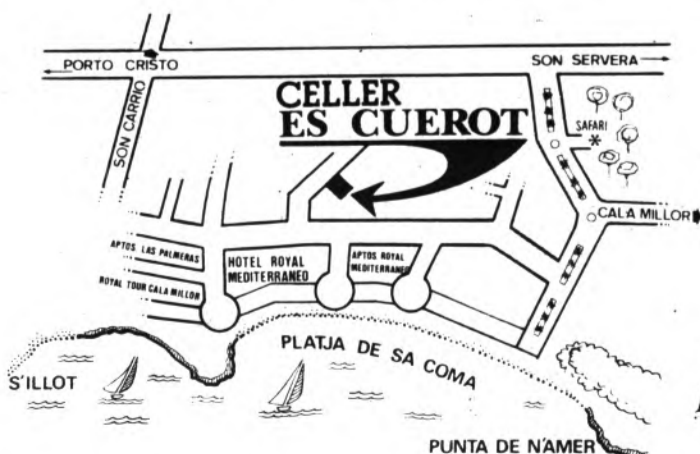 PORTO CRISTO
SON SERVERA
SON CARRIO
CELLER
ES CUEROT
SAFARI
CALA MILLOR
APTOS LAS PALMERAS
HOTEL ROYAL
MEDITERRANEO
APTOS ROYAL
MEDITERRANEO
ROYAL TOUR CALA MILLOR
PLATJA DE SA COMA
S'ILLOT
PUNTA DE N'AMER